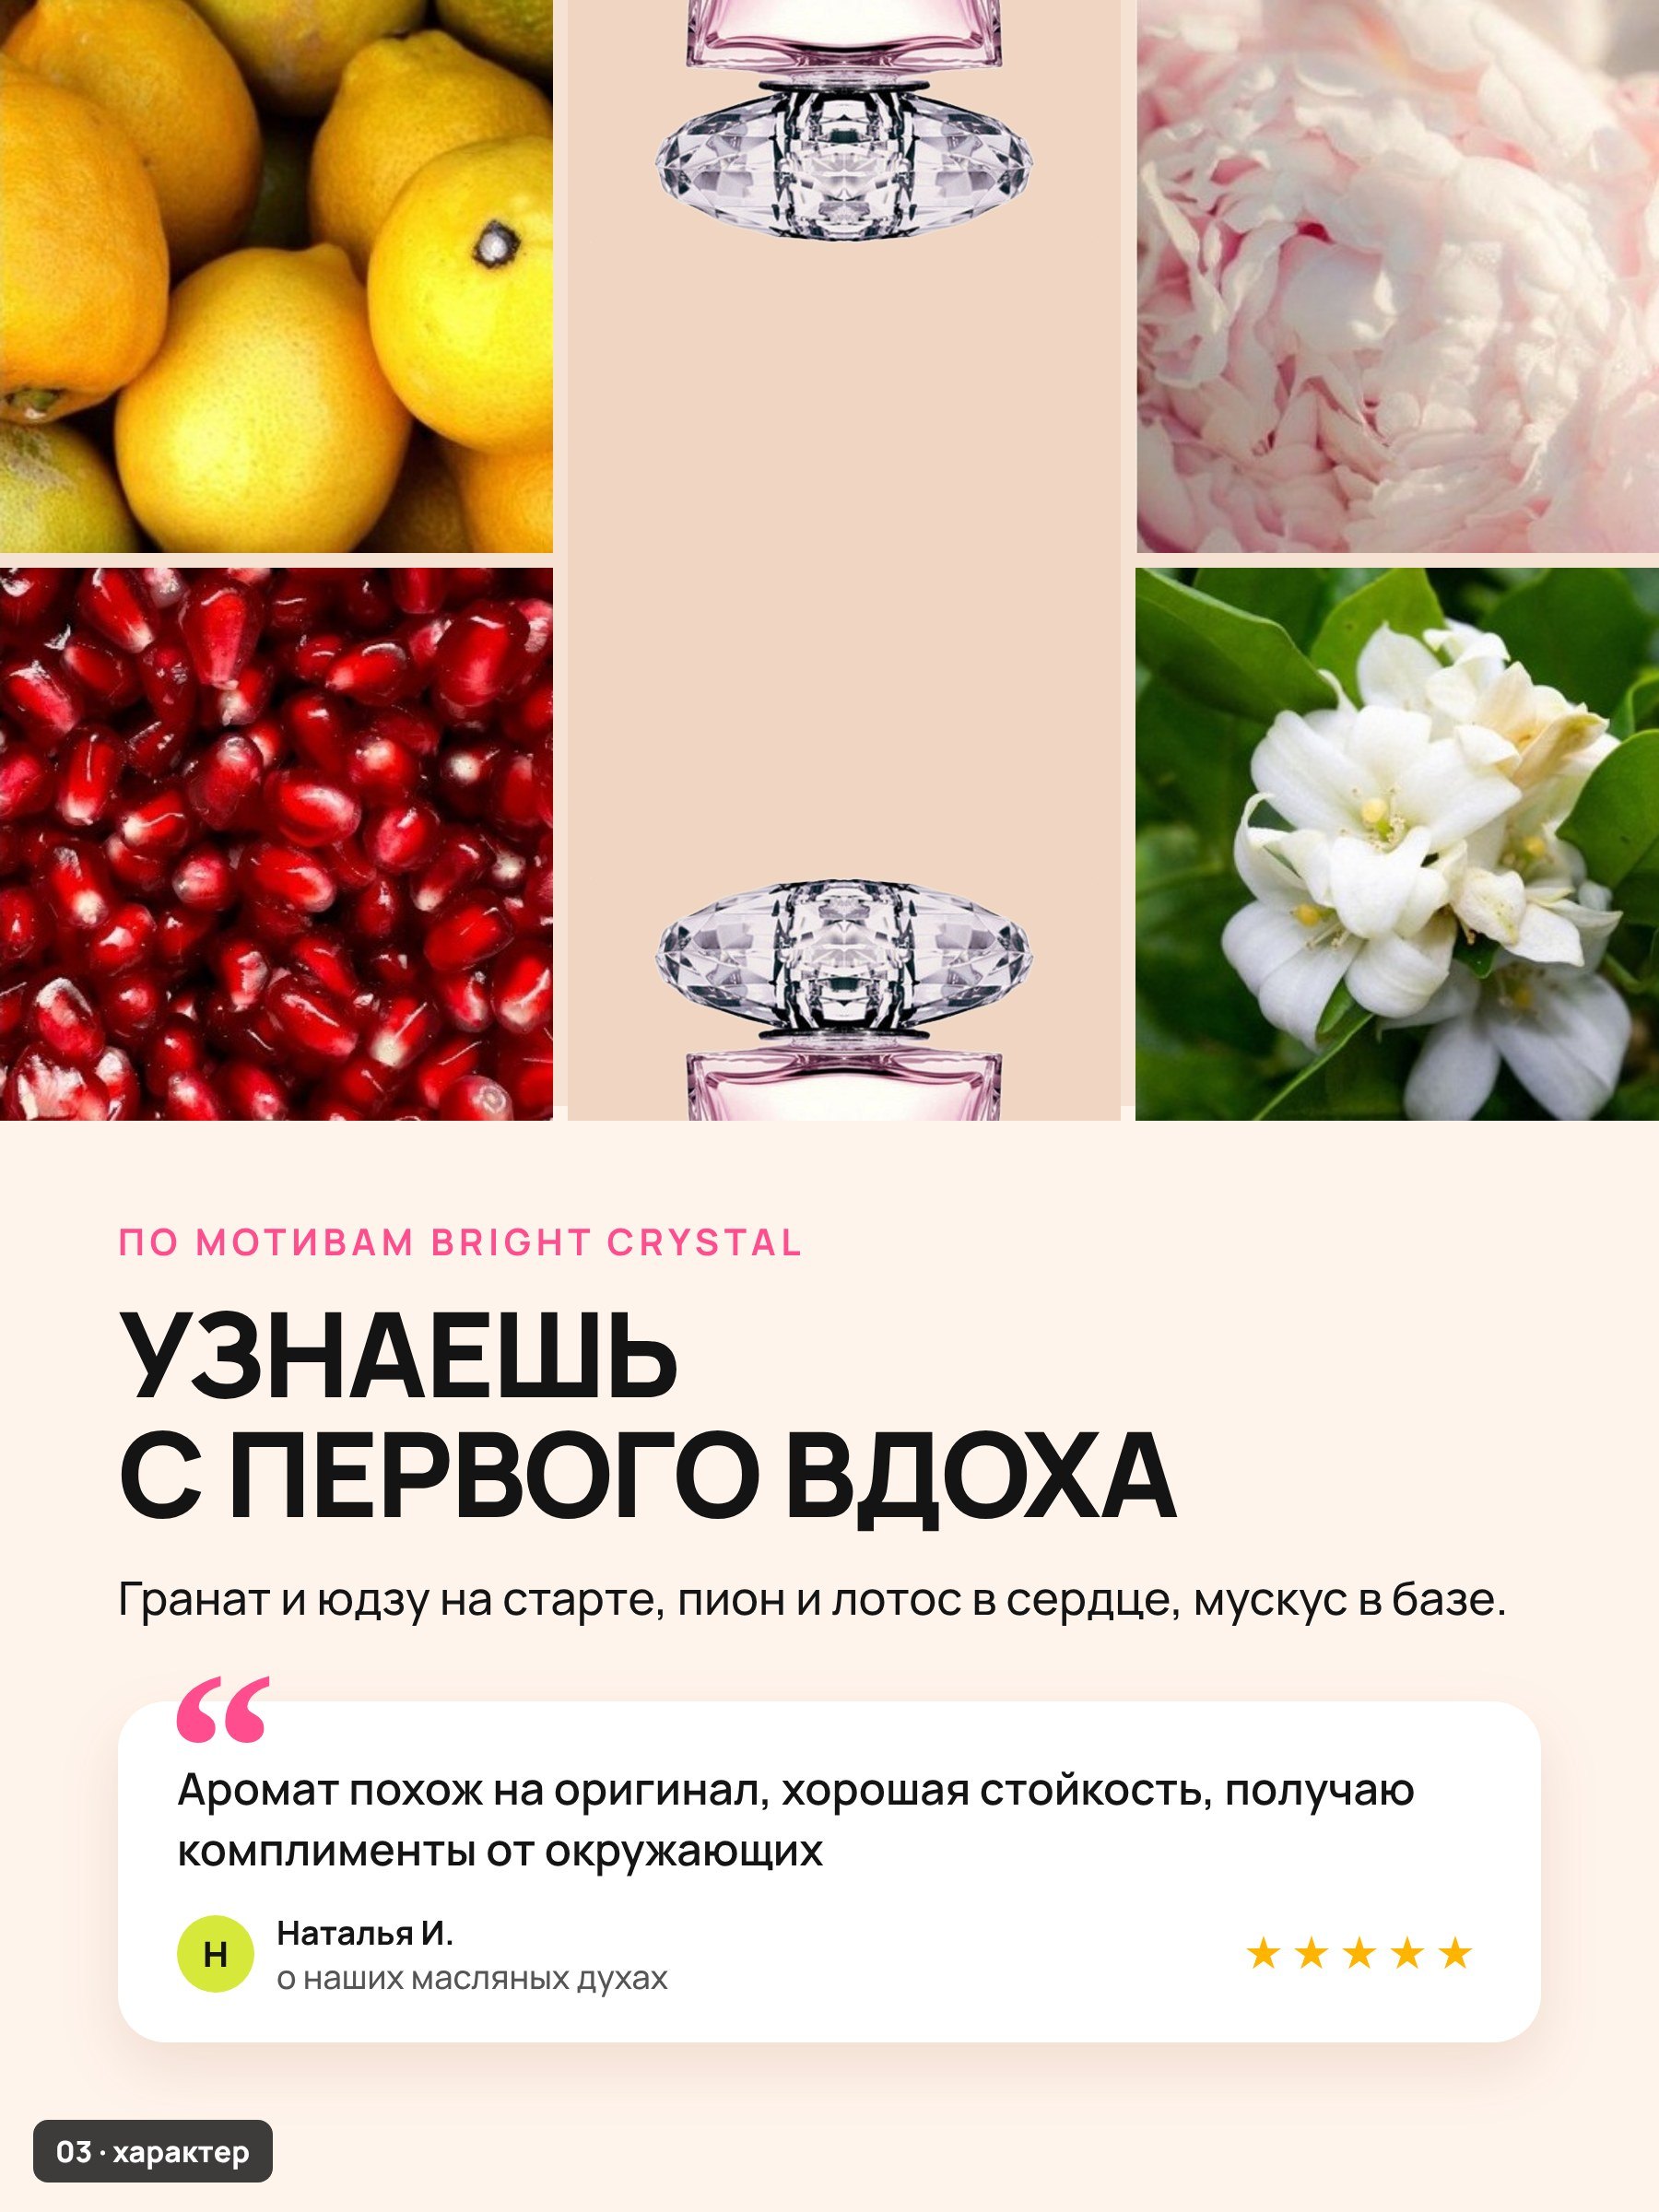 ПО МОТИВАМ BRIGHT CRYSTAL
УЗНАЕШЬ
С ПЕРВОГО ВДОХА
Гранат и юдзу на старте, пион и лотос в сердце, мускус в базе.
“
Аромат похож на оригинал, хорошая стойкость, получаю
комплименты от окружающих
Н
Наталья И.
о наших масляных духах
★★★★★
03 · характер